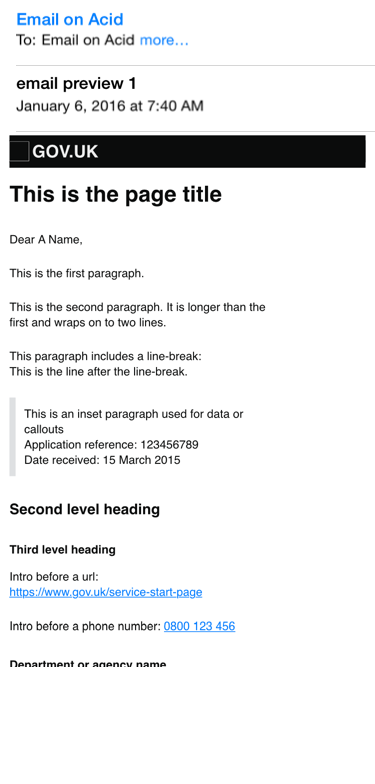 Email on Acid
To: Email on Acid more...
email preview 1
January 6, 2016 at 7:40 AM
GOV.UK
This is the page title
Dear A Name,
This is the first paragraph.
This is the second paragraph. It is longer than the
first and wraps on to two lines.
This paragraph includes a line-break:
This is the line after the line-break.
This is an inset paragraph used for data or
callouts
Application reference: 123456789
Date received: 15 March 2015
Second level heading
Third level heading
Intro before a url:
https://www.gov.uk/service-start-page
Intro before a phone number: 0800 123 456
Department or agency name